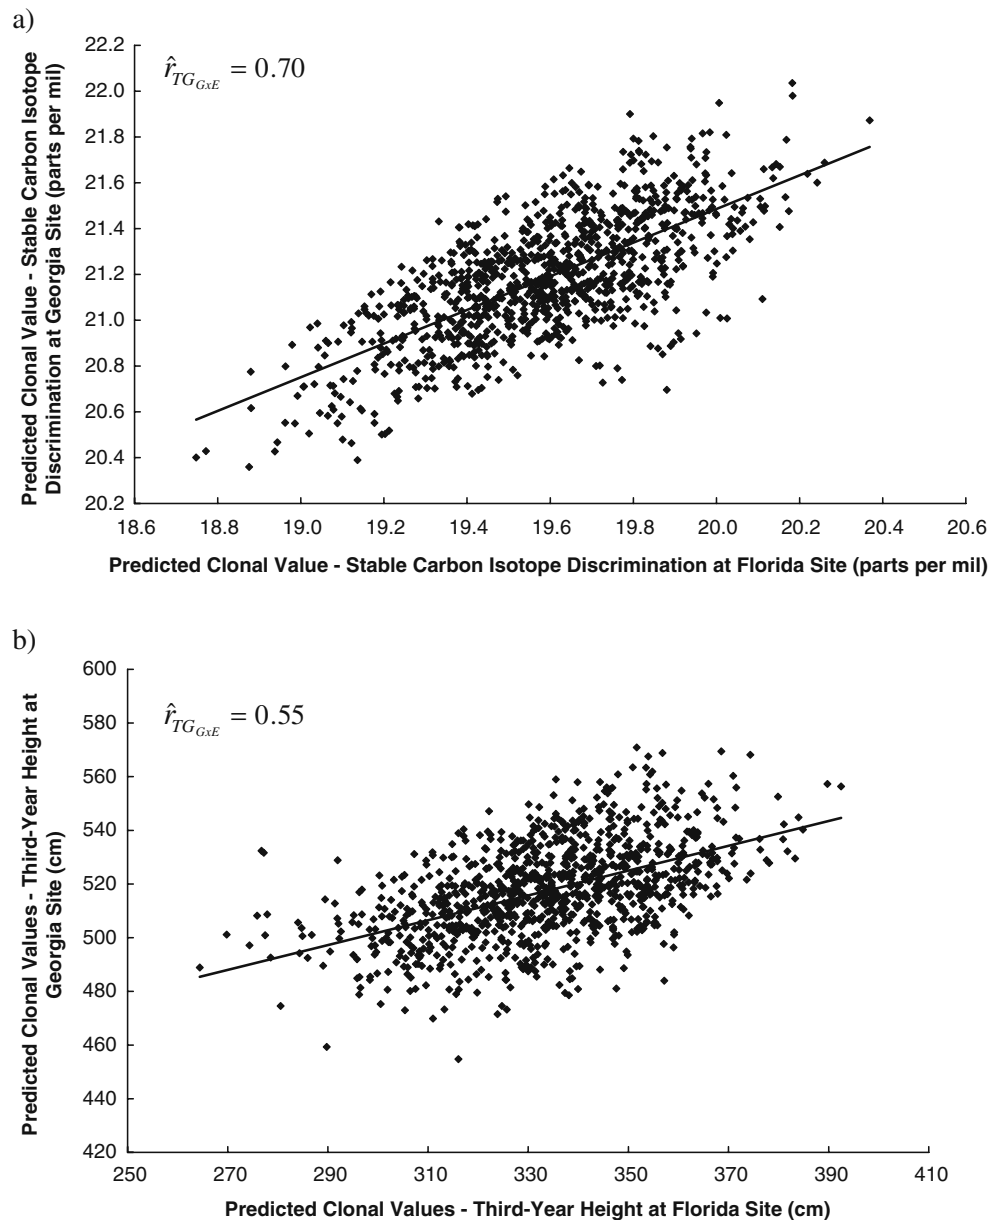 a)
22.2
22.0
21.8
21.6
21.4
21.2
21.0
20.8
20.6
20.4
20.2
Predicted Clonal Value - Stable Carbon Isotope
Discrimination at Georgia Site (parts per mil)
r̂TG_GxE = 0.70
18.6 18.8 19.0 19.2 19.4 19.6 19.8 20.0 20.2 20.4 20.6
Predicted Clonal Value - Stable Carbon Isotope Discrimination at Florida Site (parts per mil)
b)
600
580
560
540
520
500
480
460
440
420
Predicted Clonal Values - Third-Year Height at
Georgia Site (cm)
r̂TG_GxE = 0.55
250 270 290 310 330 350 370 390 410
Predicted Clonal Values - Third-Year Height at Florida Site (cm)